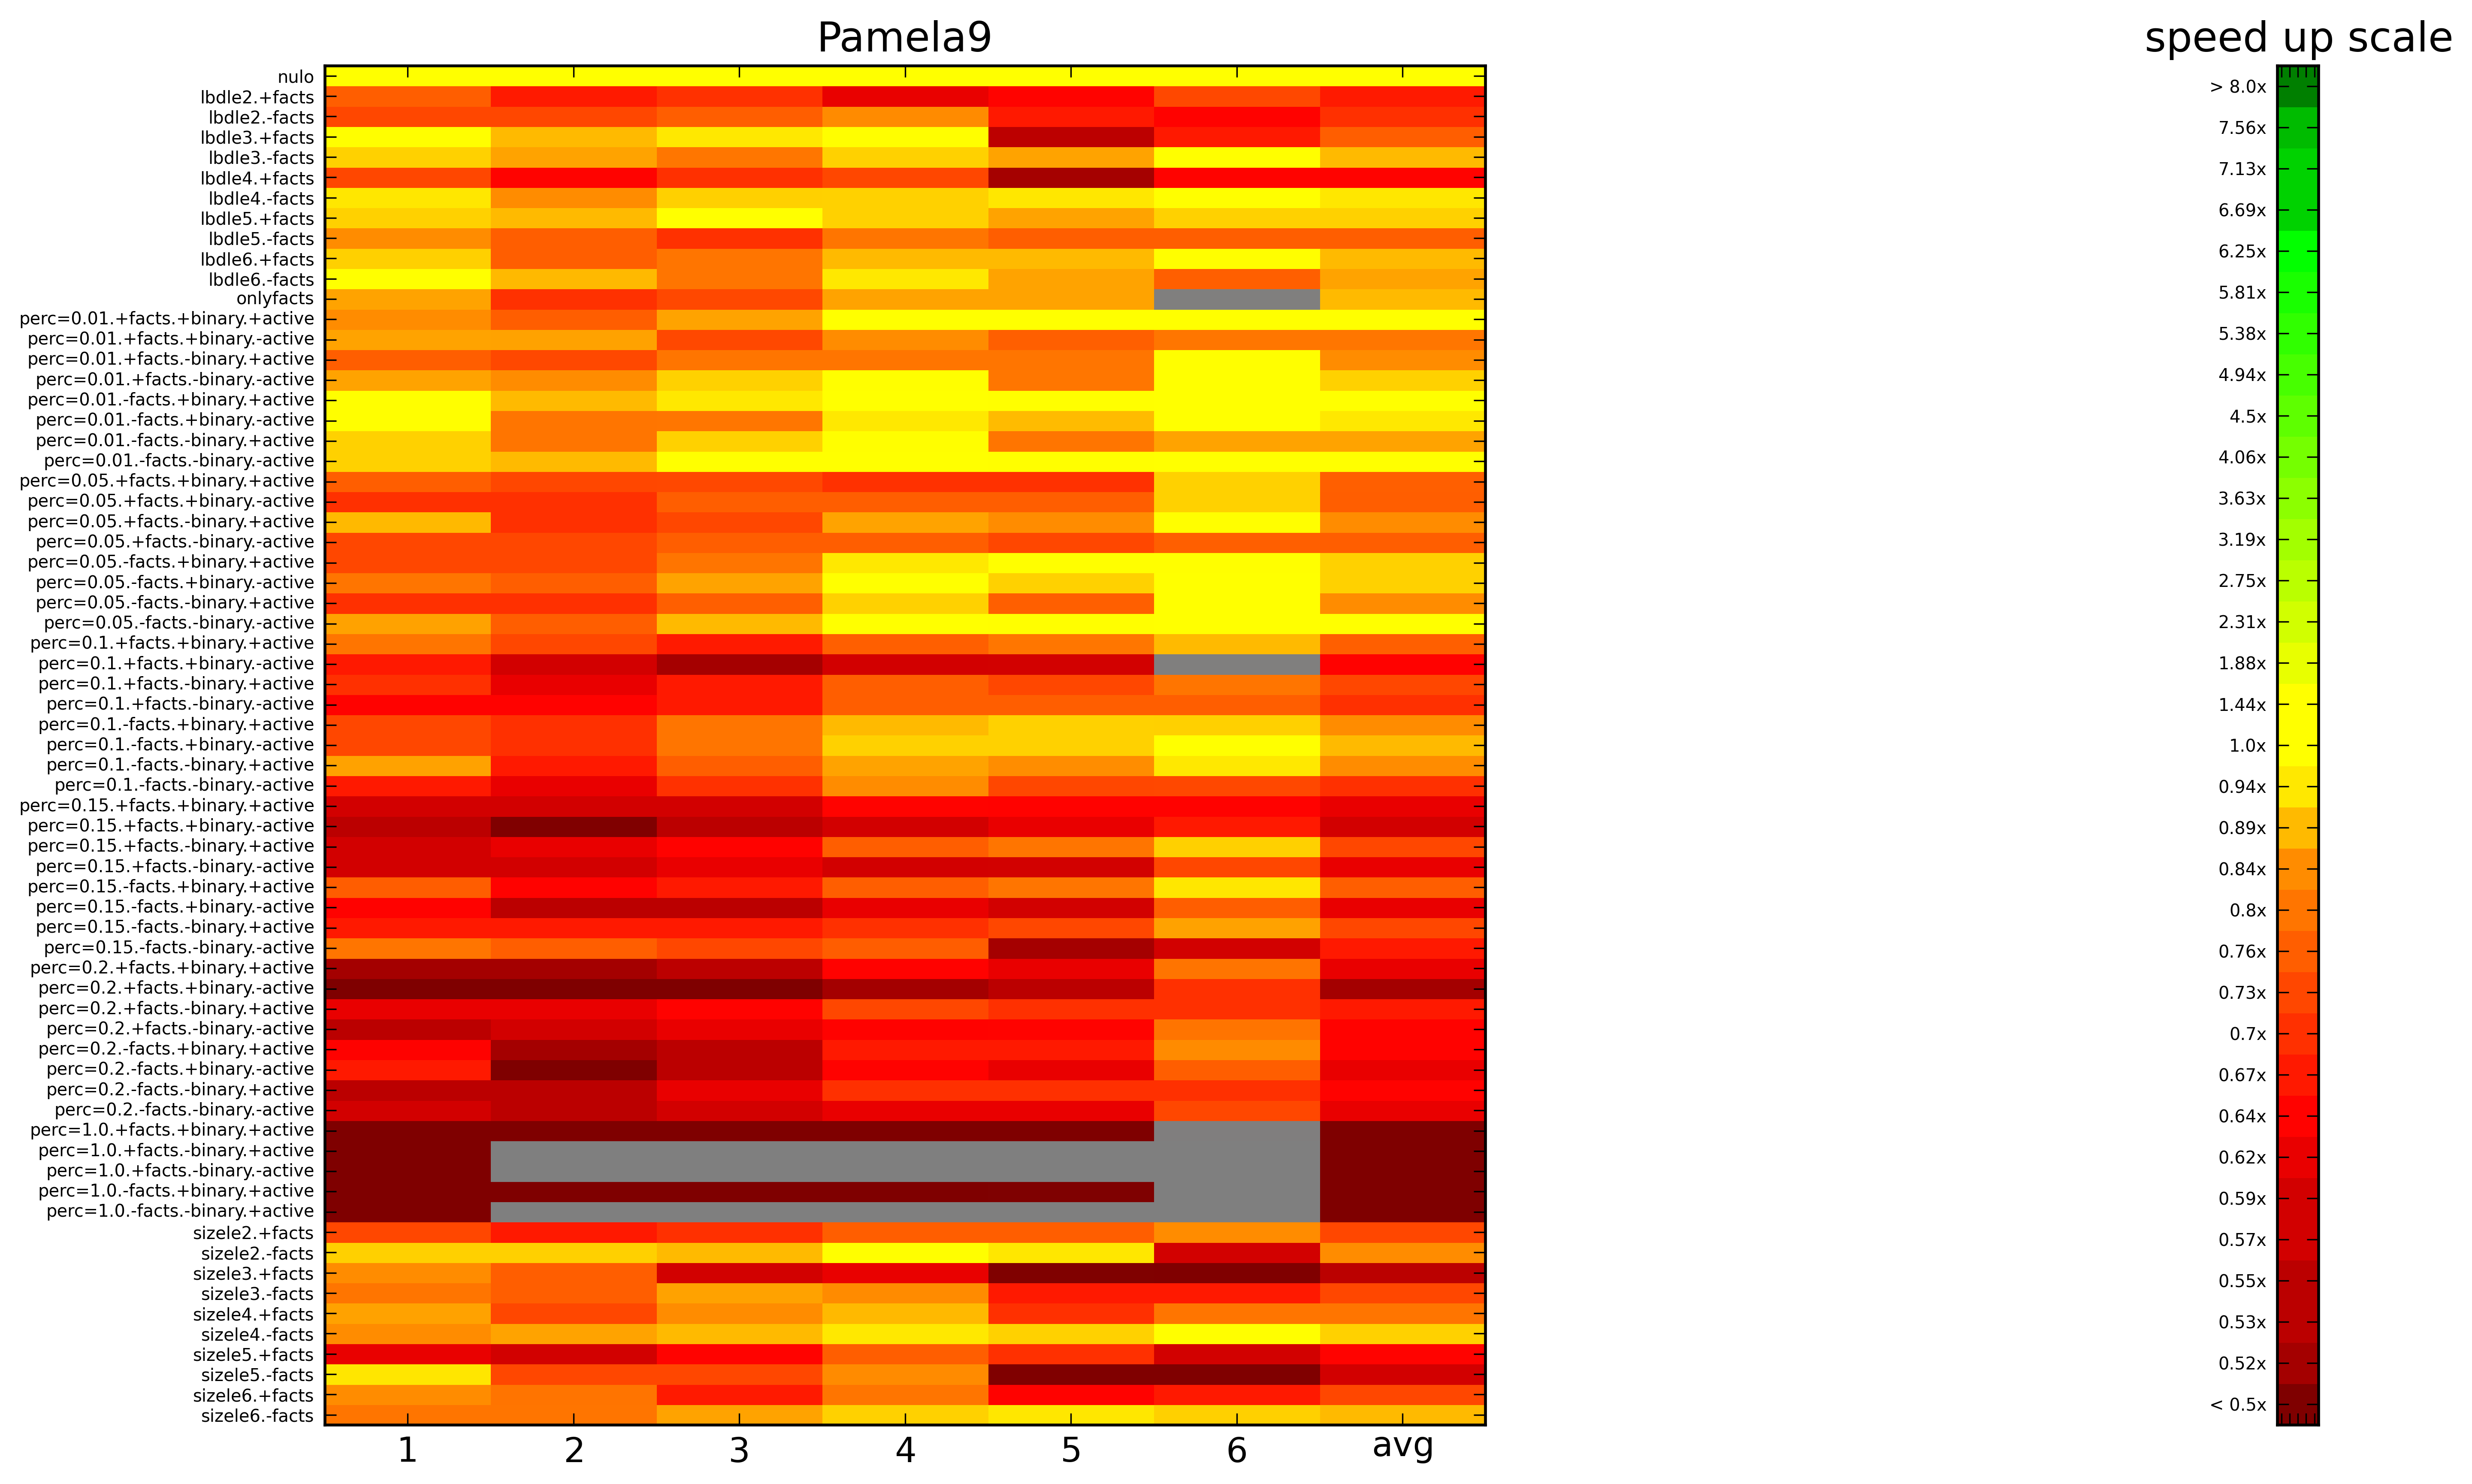 Pamela9
speed up scale
nulo
lbdle2.+facts
lbdle2.-facts
lbdle3.+facts
lbdle3.-facts
lbdle4.+facts
lbdle4.-facts
lbdle5.+facts
lbdle5.-facts
lbdle6.+facts
lbdle6.-facts
onlyfacts
perc=0.01.+facts.+binary.+active
perc=0.01.+facts.+binary.-active
perc=0.01.+facts.-binary.+active
perc=0.01.+facts.-binary.-active
perc=0.01.-facts.+binary.+active
perc=0.01.-facts.+binary.-active
perc=0.01.-facts.-binary.+active
perc=0.01.-facts.-binary.-active
perc=0.05.+facts.+binary.+active
perc=0.05.+facts.+binary.-active
perc=0.05.+facts.-binary.+active
perc=0.05.+facts.-binary.-active
perc=0.05.-facts.+binary.+active
perc=0.05.-facts.+binary.-active
perc=0.05.-facts.-binary.+active
perc=0.05.-facts.-binary.-active
perc=0.1.+facts.+binary.+active
perc=0.1.+facts.+binary.-active
perc=0.1.+facts.-binary.+active
perc=0.1.+facts.-binary.-active
perc=0.1.-facts.+binary.+active
perc=0.1.-facts.+binary.-active
perc=0.1.-facts.-binary.+active
perc=0.1.-facts.-binary.-active
perc=0.15.+facts.+binary.+active
perc=0.15.+facts.+binary.-active
perc=0.15.+facts.-binary.+active
perc=0.15.+facts.-binary.-active
perc=0.15.-facts.+binary.+active
perc=0.15.-facts.+binary.-active
perc=0.15.-facts.-binary.+active
perc=0.15.-facts.-binary.-active
perc=0.2.+facts.+binary.+active
perc=0.2.+facts.+binary.-active
perc=0.2.+facts.-binary.+active
perc=0.2.+facts.-binary.-active
perc=0.2.-facts.+binary.+active
perc=0.2.-facts.+binary.-active
perc=0.2.-facts.-binary.+active
perc=0.2.-facts.-binary.-active
perc=1.0.+facts.+binary.+active
perc=1.0.+facts.-binary.+active
perc=1.0.+facts.-binary.-active
perc=1.0.-facts.+binary.+active
perc=1.0.-facts.-binary.+active
sizele2.+facts
sizele2.-facts
sizele3.+facts
sizele3.-facts
sizele4.+facts
sizele4.-facts
sizele5.+facts
sizele5.-facts
sizele6.+facts
sizele6.-facts
1 2 3 4 5 6 avg
> 8.0x
7.56x
7.13x
6.69x
6.25x
5.81x
5.38x
4.94x
4.5x
4.06x
3.63x
3.19x
2.75x
2.31x
1.88x
1.44x
1.0x
0.94x
0.89x
0.84x
0.8x
0.76x
0.73x
0.7x
0.67x
0.64x
0.62x
0.59x
0.57x
0.55x
0.53x
0.52x
< 0.5x